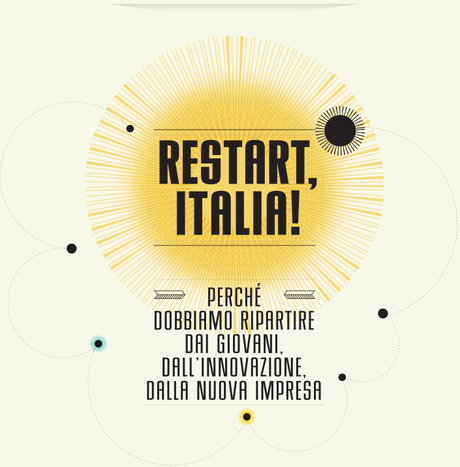 RESTART,
ITALIA!
PERCHÉ
DOBBIAMO RIPARTIRE
DAI GIOVANI,
DALL'INNOVAZIONE,
DALLA NUOVA IMPRESA